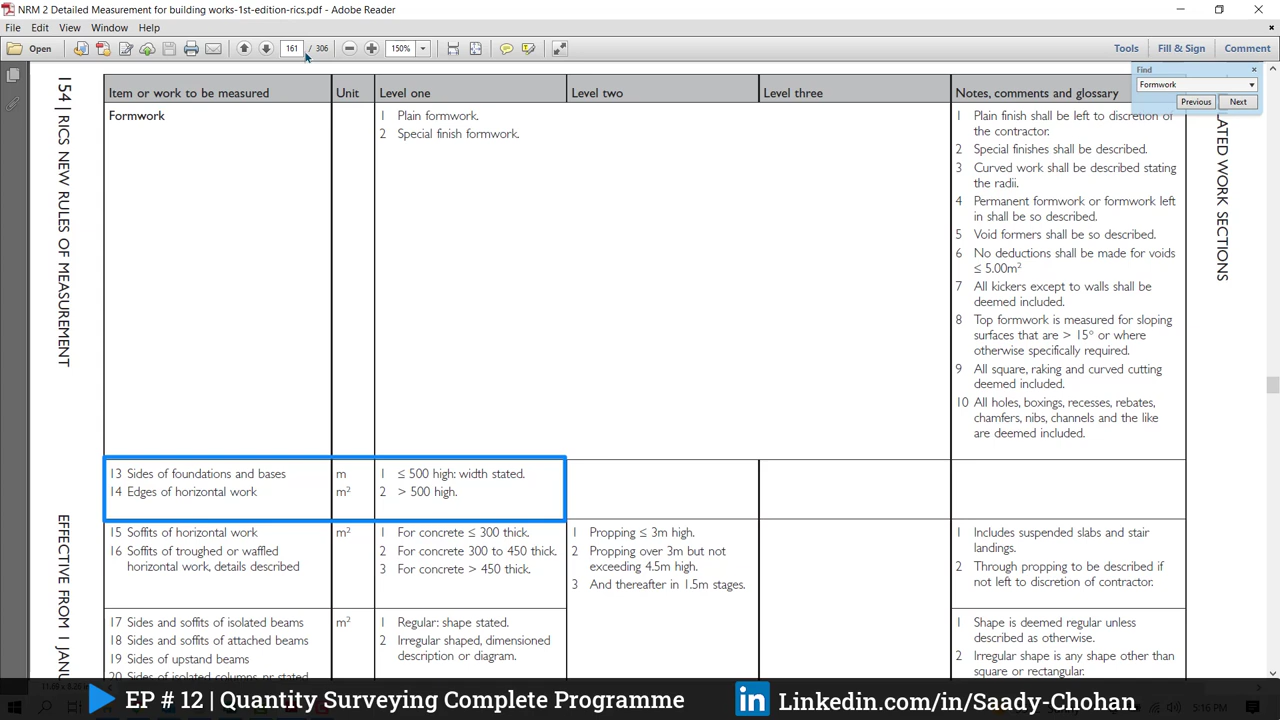 NRM 2 Detailed Measurement for building works-1st-edition-rics.pdf - Adobe Reader
File Edit View Window Help
Open 161 / 306 150% Tools Fill & Sign Comment
Find
Formwork
Previous Next
154 | RICS NEW RULES OF MEASUREMENT
EFFECTIVE FROM 1 JANU
LATED WORK SECTIONS
Item or work to be measured Unit Level one Level two Level three Notes, comments and glossary
Formwork
1 Plain formwork.
2 Special finish formwork.
1 Plain finish shall be left to discretion of
the contractor.
2 Special finishes shall be described.
3 Curved work shall be described stating
the radii.
4 Permanent formwork or formwork left
in shall be so described.
5 Void formers shall be so described.
6 No deductions shall be made for voids
≤ 5.00m²
7 All kickers except to walls shall be
deemed included.
8 Top formwork is measured for sloping
surfaces that are > 15° or where
otherwise specifically required.
9 All square, raking and curved cutting
deemed included.
10 All holes, boxings, recesses, rebates,
chamfers, nibs, channels and the like
are deemed included.
13 Sides of foundations and bases m 1 ≤ 500 high: width stated.
14 Edges of horizontal work m² 2 > 500 high.
15 Soffits of horizontal work
16 Soffits of troughed or waffled
horizontal work, details described
m²
1 For concrete ≤ 300 thick.
2 For concrete 300 to 450 thick.
3 For concrete > 450 thick.
1 Propping ≤ 3m high.
2 Propping over 3m but not
exceeding 4.5m high.
3 And thereafter in 1.5m stages.
1 Includes suspended slabs and stair
landings.
2 Through propping to be described if
not left to discretion of contractor.
17 Sides and soffits of isolated beams
18 Sides and soffits of attached beams
19 Sides of upstand beams
20 Sides of isolated columns, nr stated
m²
1 Regular: shape stated.
2 Irregular shaped, dimensioned
description or diagram.
1 Shape is deemed regular unless
described as otherwise.
2 Irregular shape is any shape other than
square or rectangular.
EP # 12 | Quantity Surveying Complete Programme
in Linkedin.com/in/Saady-Chohan
5:16 PM